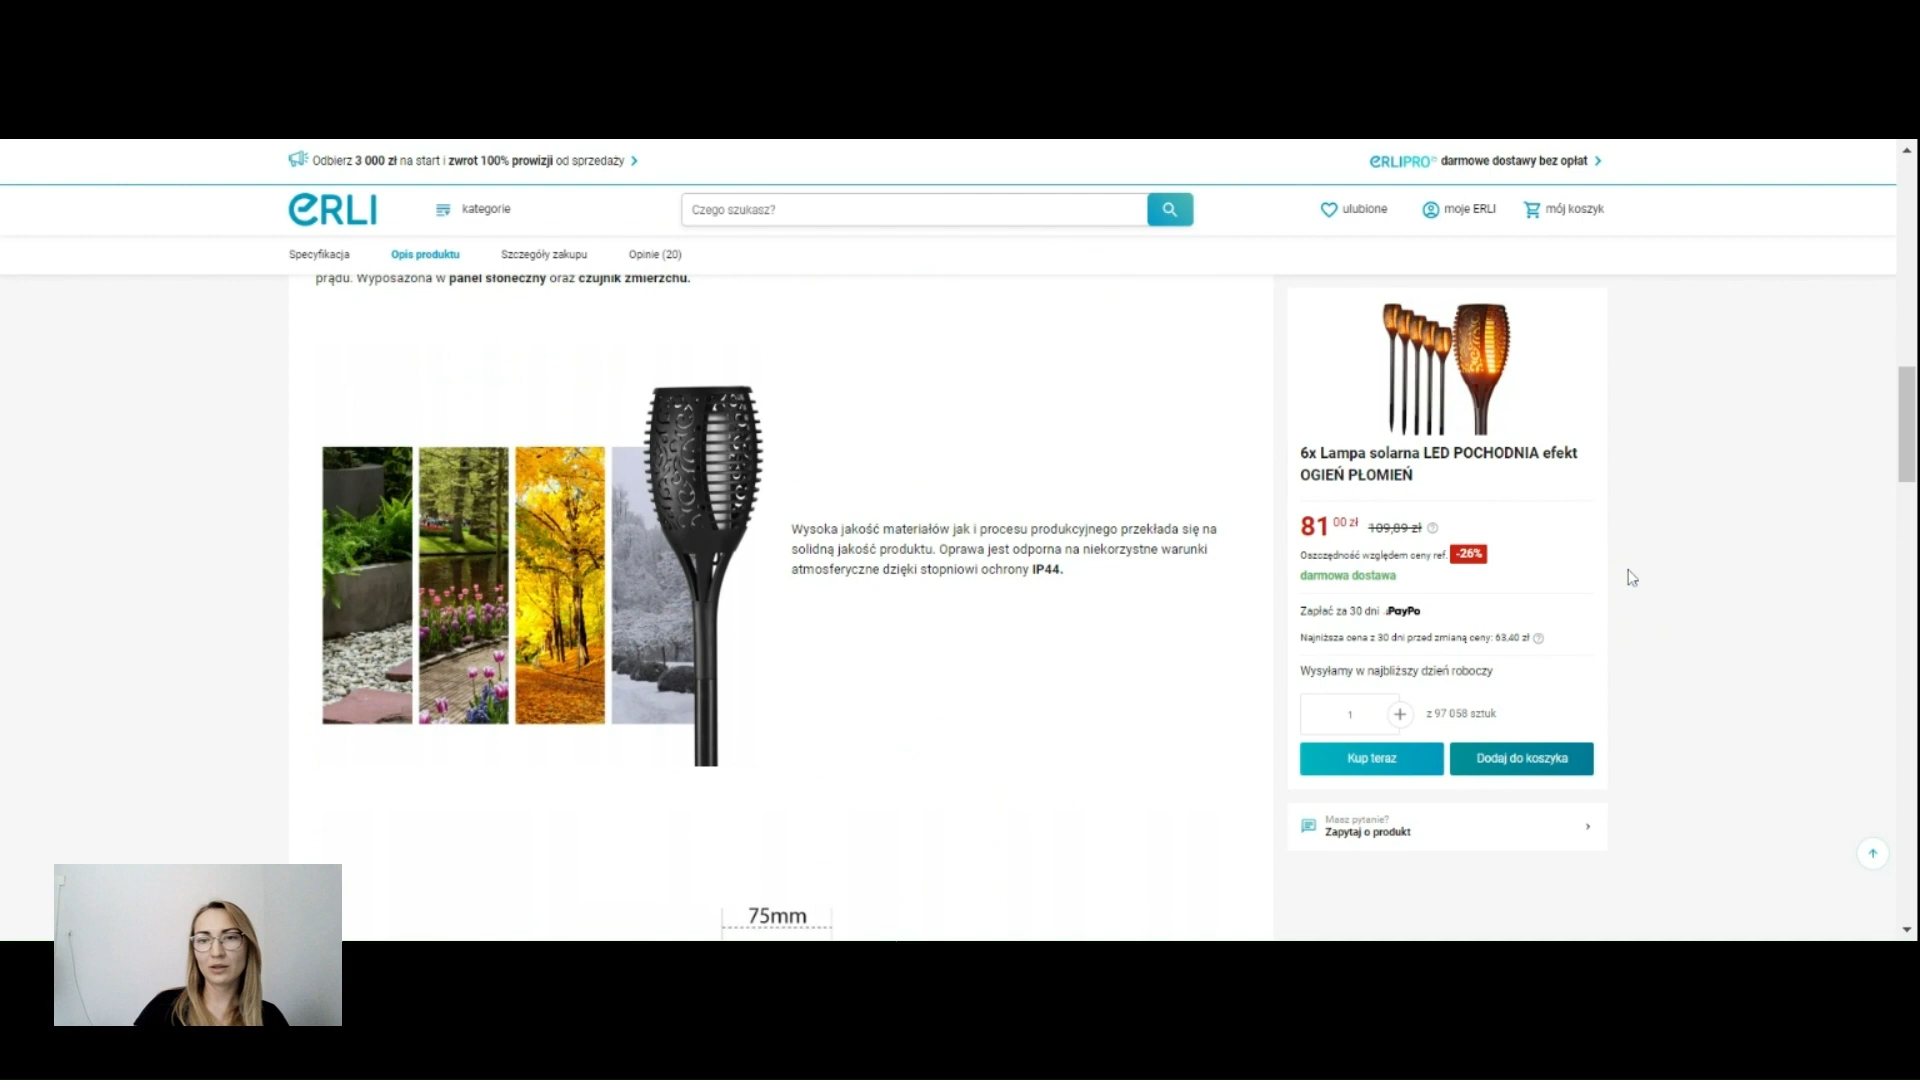 Odbierz 3 000 zł na start i zwrot 100% prowizji od sprzedaży
ERLIPRO darmowe dostawy bez opłat
ERLI
kategorie
Czego szukasz?
ulubione
moje ERLI
mój koszyk
Specyfikacja
Opis produktu
Szczegóły zakupu
Opinie (20)
prądu. Wyposażona w panel słoneczny oraz czujnik zmierzchu.
Wysoka jakość materiałów jak i procesu produkcyjnego przekłada się na
solidną jakość produktu. Oprawa jest odporna na niekorzystne warunki
atmosferyczne dzięki stopniowi ochrony IP44.
75mm
6x Lampa solarna LED POCHODNIA efekt
OGIEŃ PŁOMIEŃ
81 00 zł 109,89 zł
Oszczędność względem ceny ref. -26%
darmowa dostawa
Zapłać za 30 dni PayPo
Najniższa cena z 30 dni przed zmianą ceny: 63,40 zł
Wysyłamy w najbliższy dzień roboczy
1
z 97 058 sztuk
Kup teraz
Dodaj do koszyka
Masz pytanie?
Zapytaj o produkt